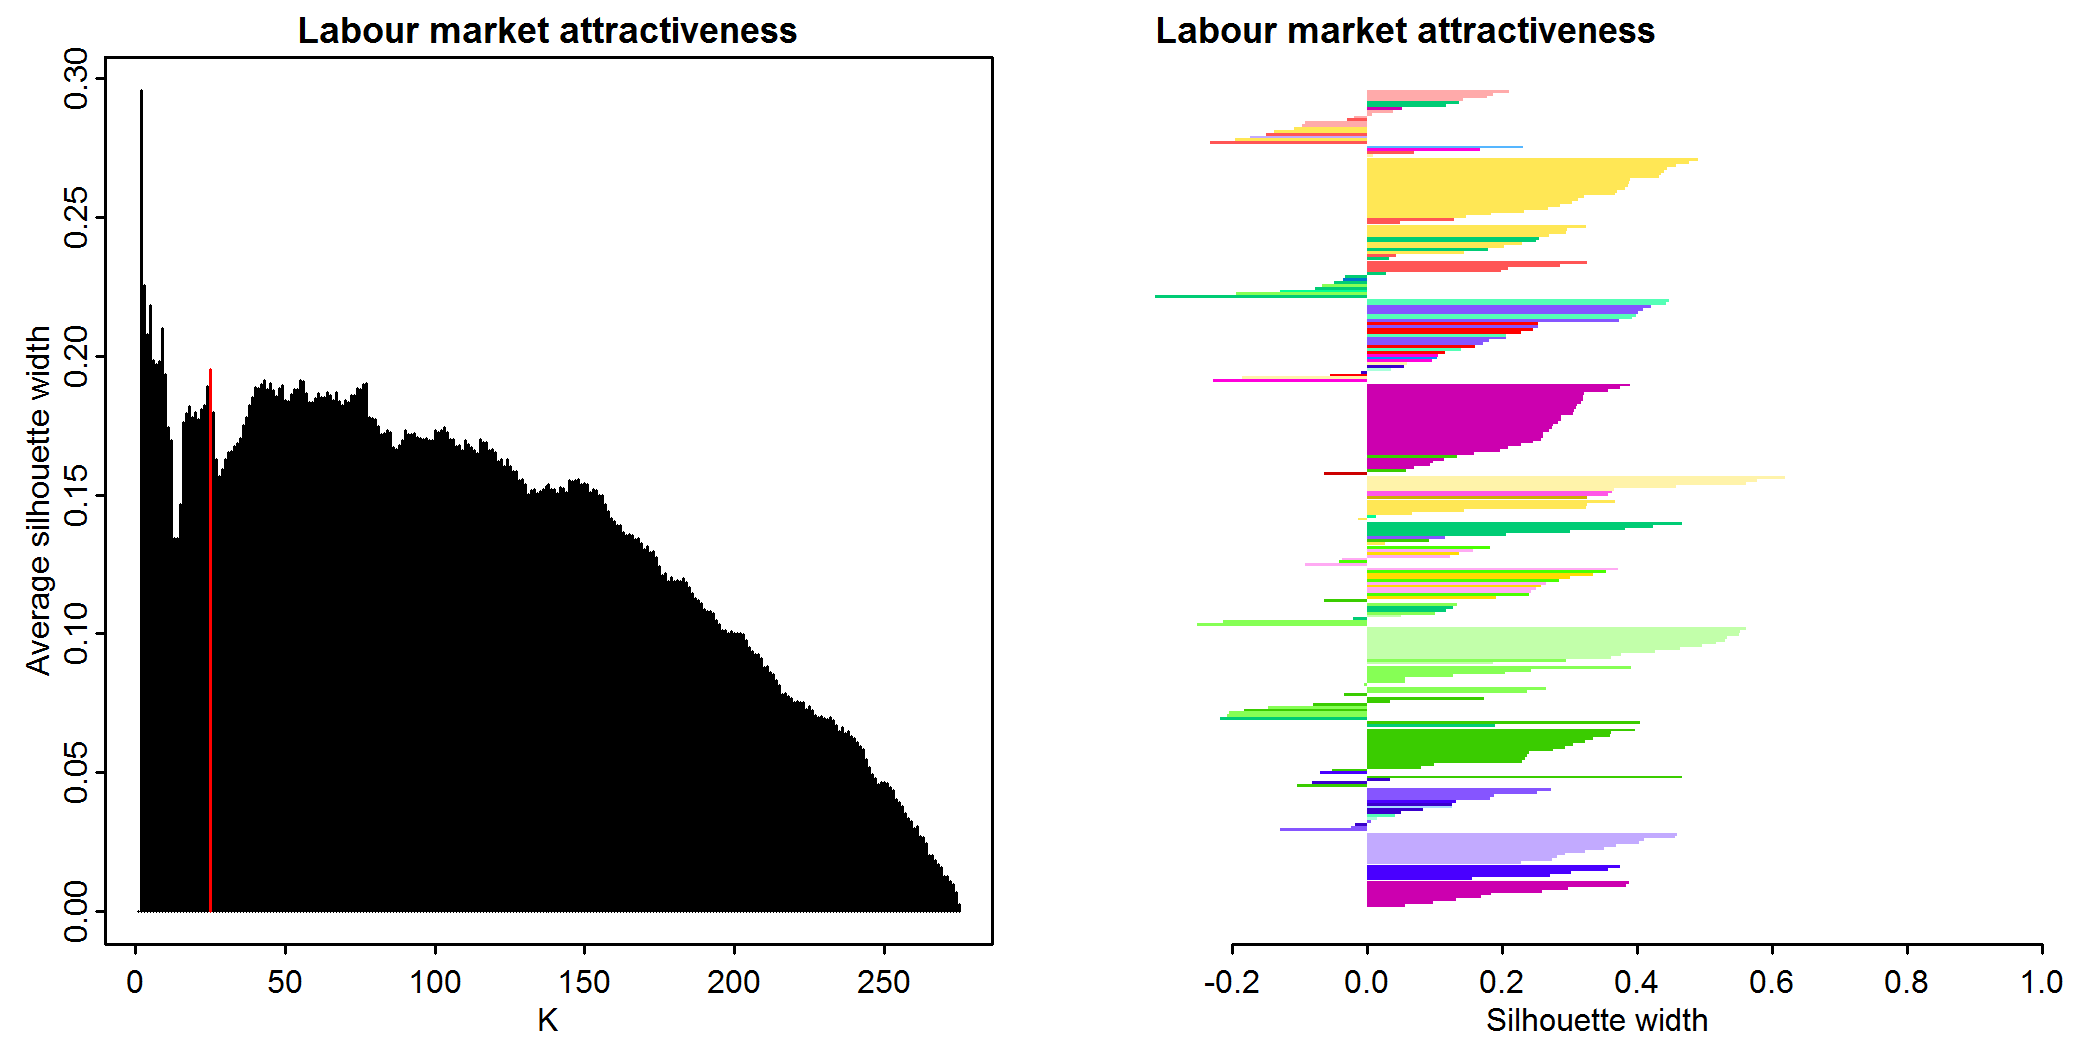 Labour market attractiveness
Average silhouette width
0.30
0.25
0.20
0.15
0.10
0.05
0.00
0 50 100 150 200 250
K
Labour market attractiveness
-0.2 0.0 0.2 0.4 0.6 0.8 1.0
Silhouette width